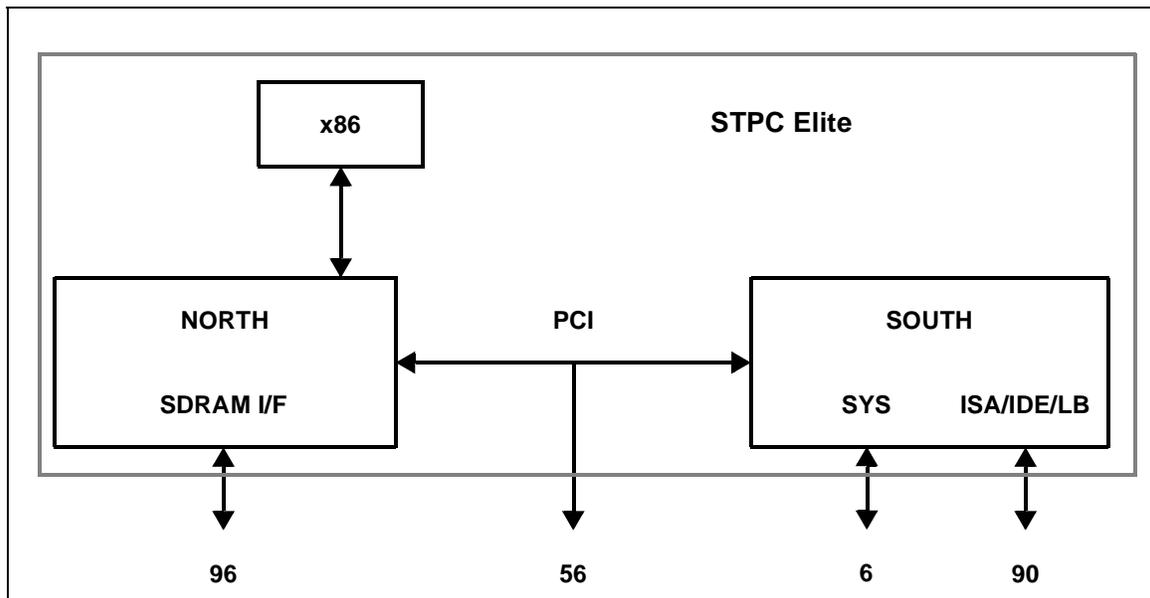 x86
STPC Elite
NORTH
PCI
SOUTH
SDRAM I/F
SYS
ISA/IDE/LB
96
56
6
90